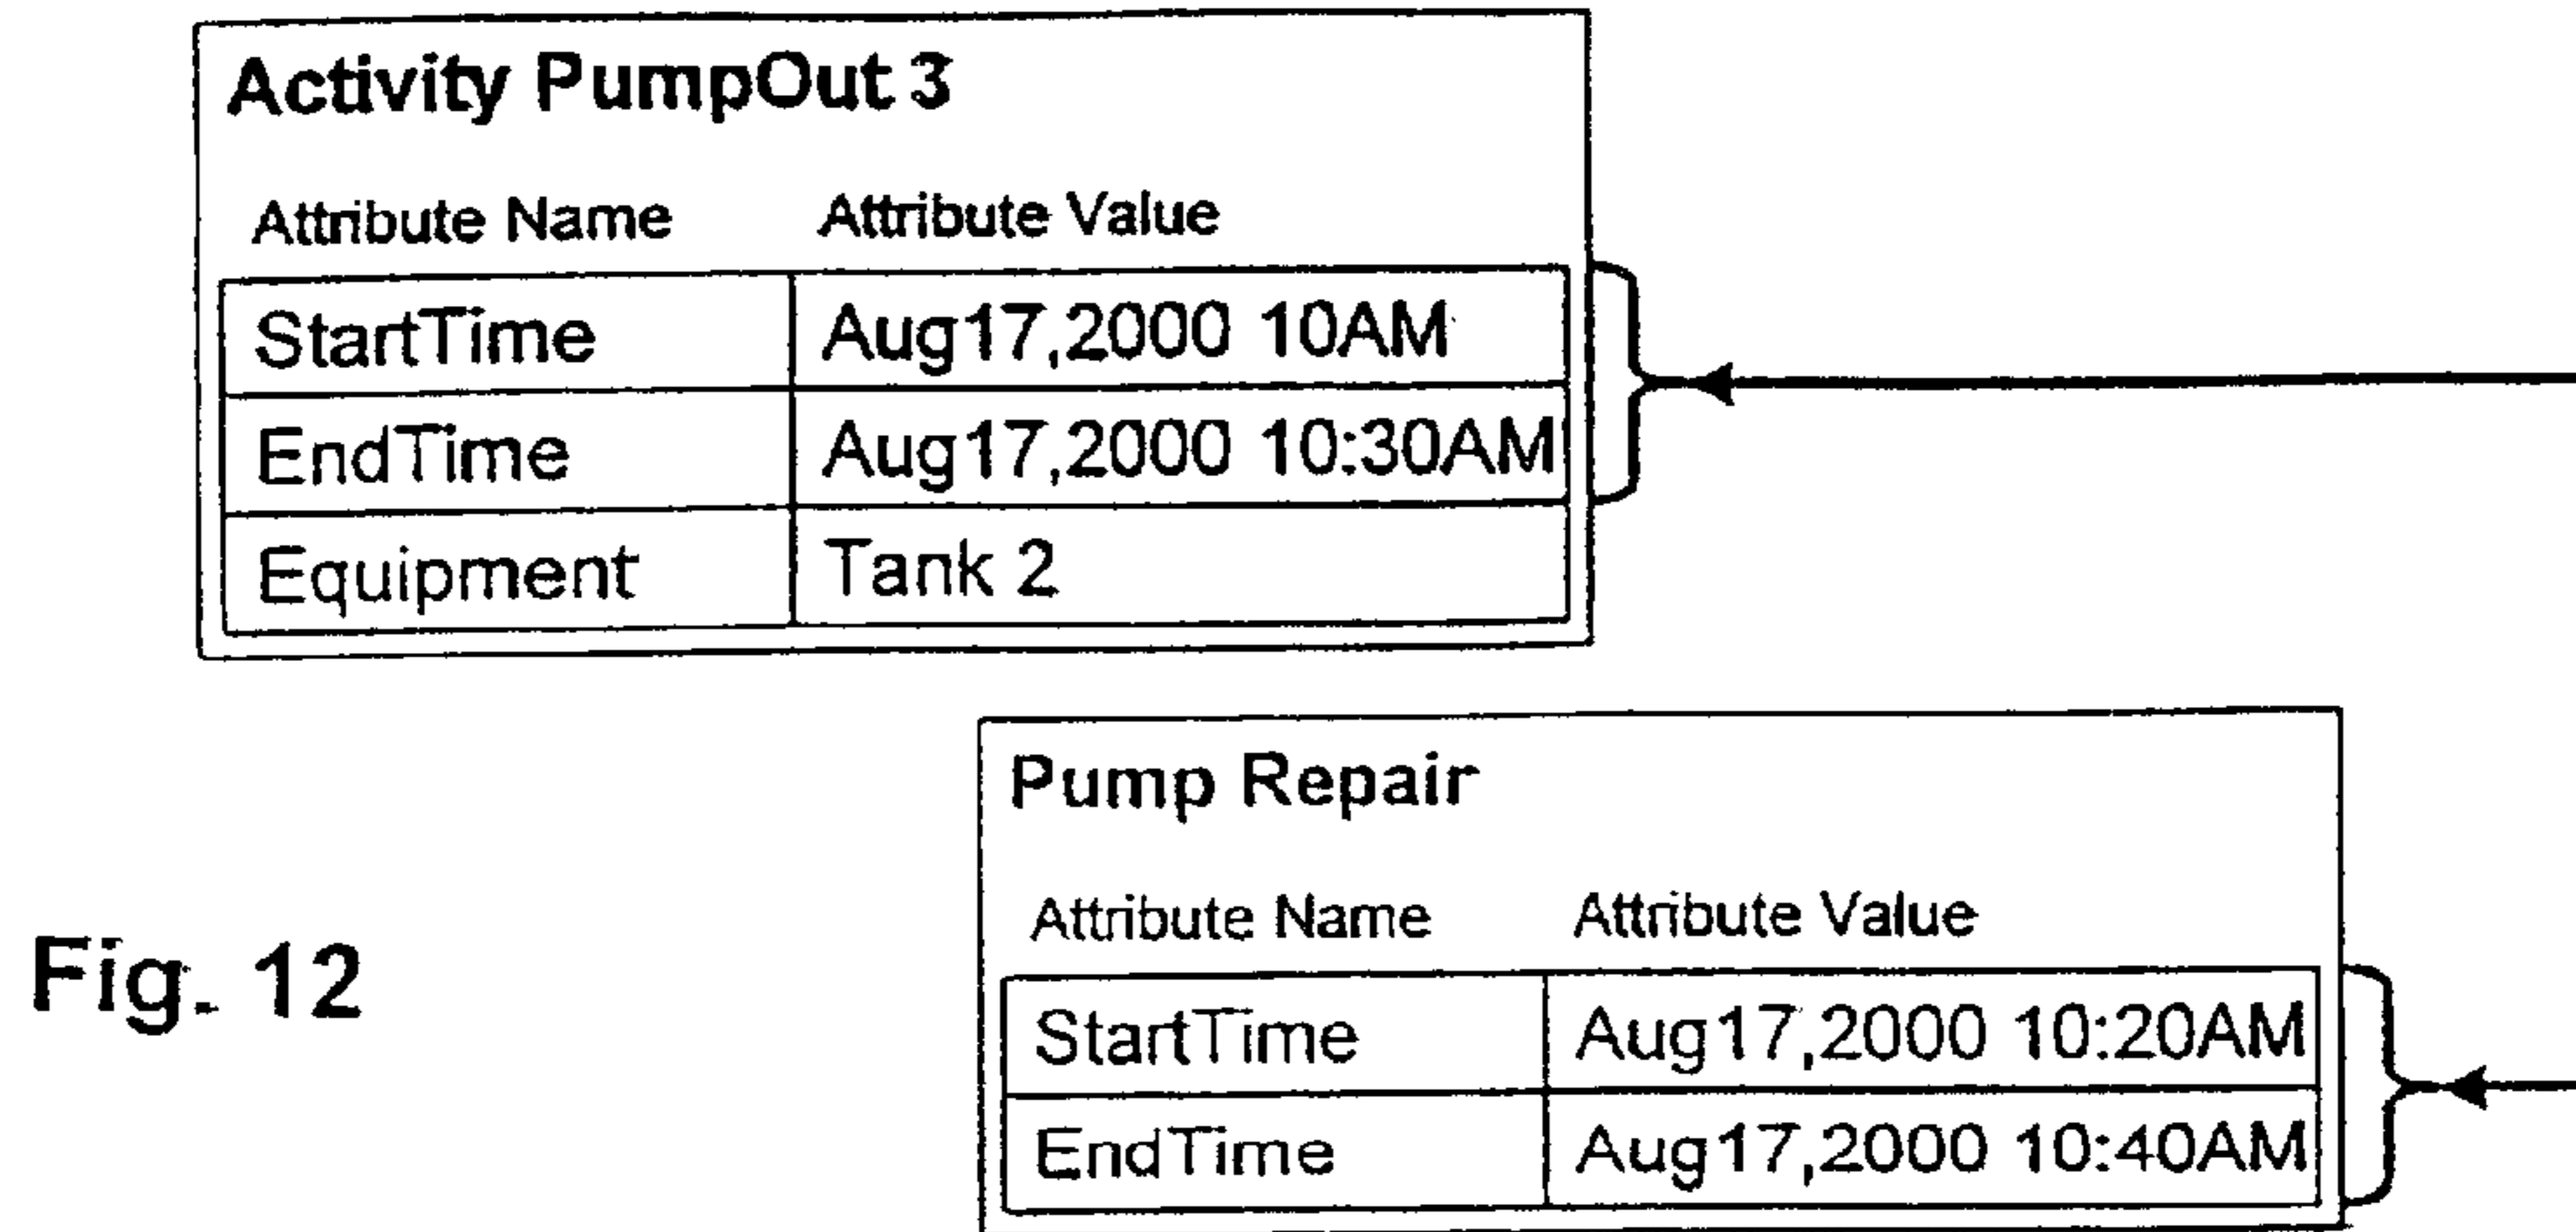 Activity PumpOut 3
Attribute Name Attribute Value
StartTime Aug17,2000 10AM
EndTime Aug17,2000 10:30AM
Equipment Tank 2
Pump Repair
Attribute Name Attribute Value
Fig. 12
StartTime Aug17,2000 10:20AM
EndTime Aug17,2000 10:40AM